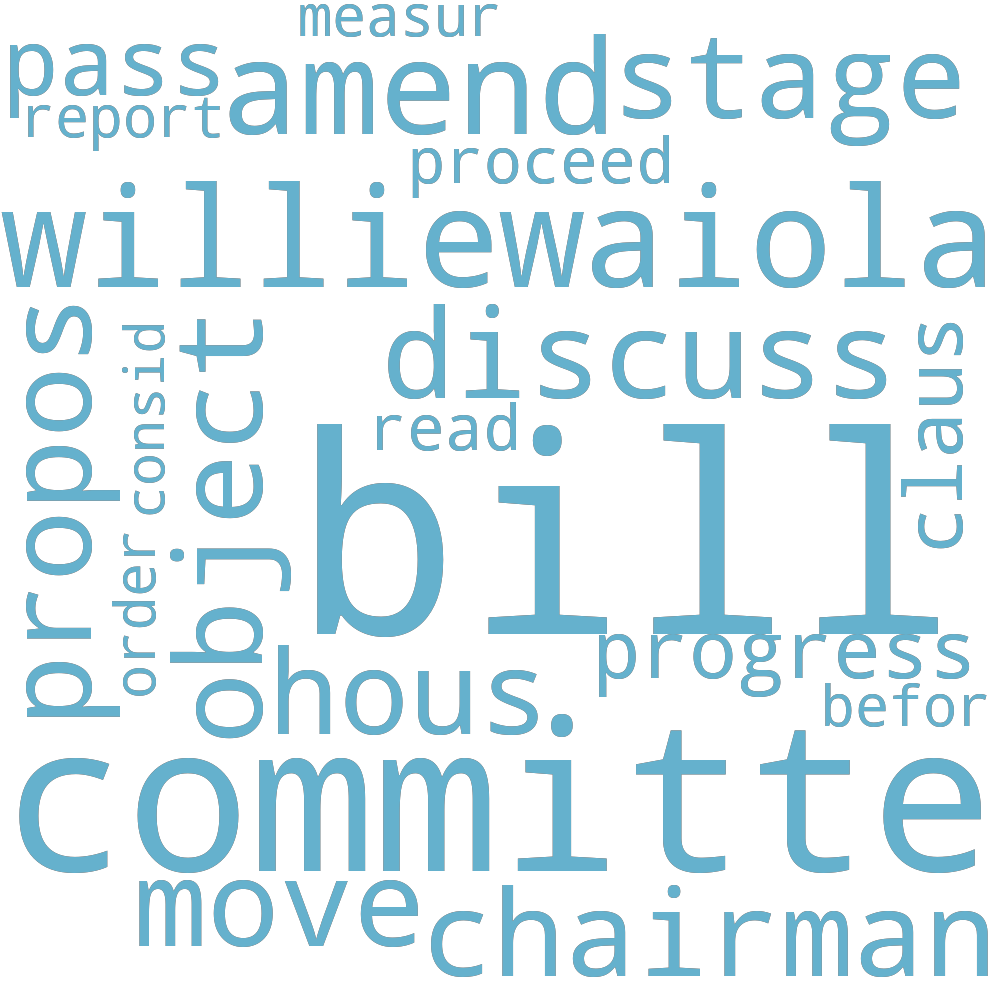 measur
pass
amend
stage
report
proceed
williewaiola
propos
consid
object
discuss
claus
read
bill
order
hous
progress
befor
committe
move
chairman